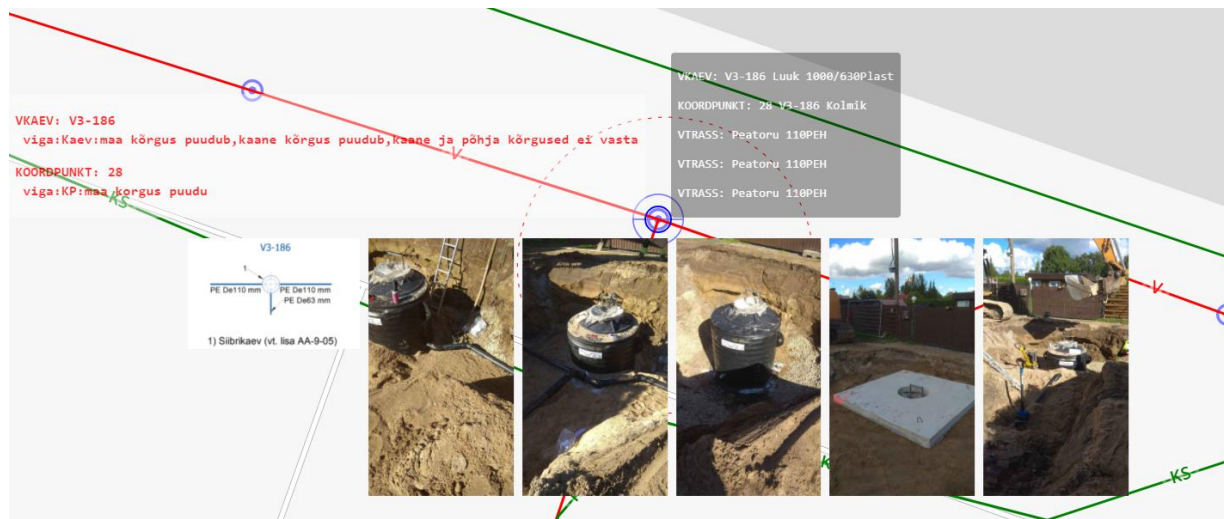 VKAEV: V3-186 Luuk 1000/630Plast
KOORDPUNKT: 28 V3-186 Kolmik
VTRASS: Peatoru 110PEH
VTRASS: Peatoru 110PEH
VTRASS: Peatoru 110PEH
VKAEV: V3-186
viga:Kaev:maa kõrgus puudub,kaane kõrgus puudub,kaane ja põhja kõrgused ei vasta
KOORDPUNKT: 28
viga:KP:maa korgus puudu
V
KS
V3-186
1
PE De110 mm PE De110 mm
PE De63 mm
1) Siibrikaev (vt. lisa AA-9-05)
V
KS